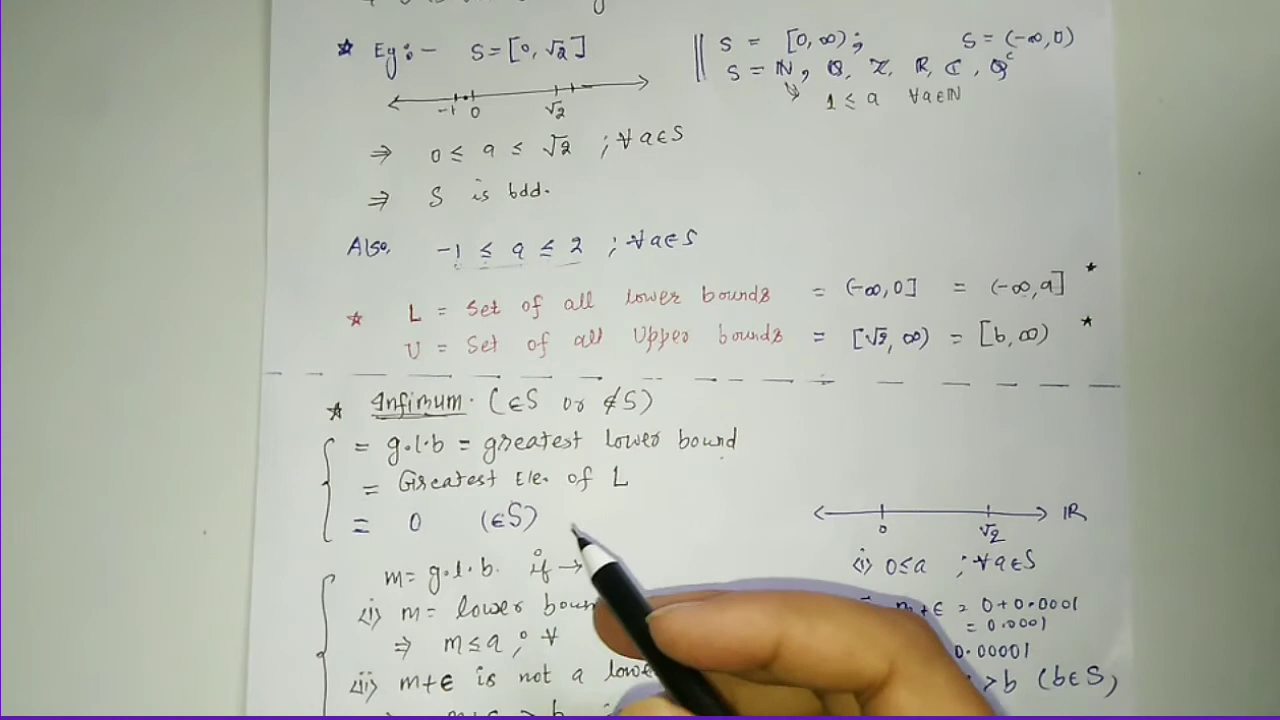 * Eg:- S = [0, √2]
-1 0 √2
⇒ 0 ≤ a ≤ √2 ; ∀a∈S
⇒ S is bdd.
Also, -1 ≤ a ≤ 2 ; ∀a∈S
|| S = [0, ∞); S = (-∞, 0)
S = ℕ, ℚ, ℤ, ℝ, ℂ, ℚᶜ
↳ 1 ≤ a ∀a∈ℕ
* L = Set of all lower bounds = (-∞, 0] = (-∞, a] *
U = Set of all Upper bounds = [√2, ∞) = [b, ∞) *
* Infimum. (∈S or ∉S)
= g.l.b = greatest lower bound
= Greatest Ele. of L
= 0 (∈S)
m = g.l.b. if →
(i) m = lower boun
⇒ m ≤ a ; ∀
(ii) m+ϵ is not a lowe
m+ϵ > b
0 √2 ℝ
(i) 0 ≤ a ; ∀a∈S
m+ϵ = 0+0.0001
= 0.0001
0.00001
>b (b∈S,